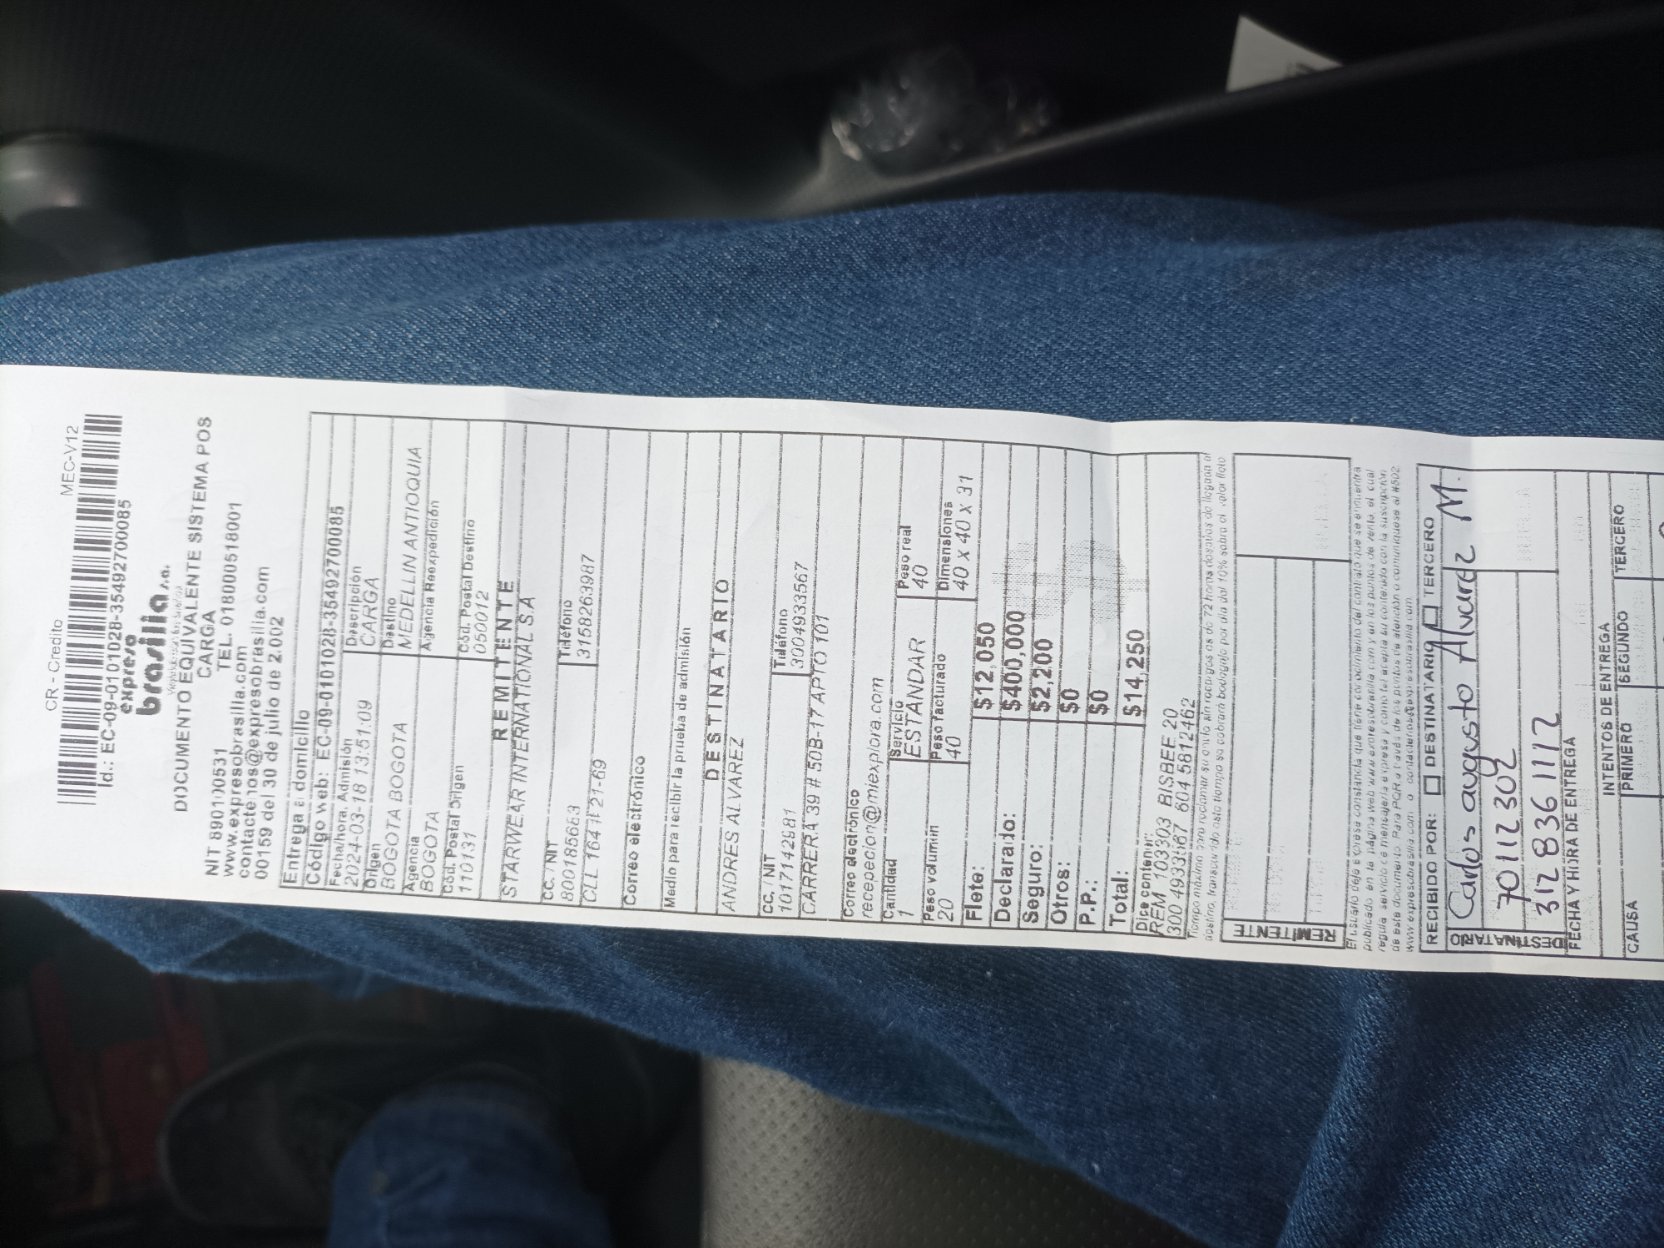 CR - Credito MEC-V12
Id.: EC-09-0101028-3549270​0085
expreso
brasilia s.a.
DOCUMENTO EQUIVALENTE SISTEMA POS
CARGA
NIT 890100531 TEL. 018000518001
www.expresobrasilia.com
contactenos@expresobrasilia.com
00159 del 30 de julio de 2.002
Entrega a domicilio
Código web: EC-09-0101028-35492700085
Fecha/hora Admisión Descripción
2024-03-18 13:51:09 CARGA
Origen Destino
BOGOTA BOGOTA MEDELLIN ANTIOQUIA
Agencia Agencia Reexpedición
BOGOTA
Cód. Postal Origen Cód. Postal Destino
110131 050012
REMITENTE
STARWEAR INTERNATIONAL S.A
CC. / NIT Teléfono
800185663 3158263987
CLL 164 # 21-69
Correo electrónico
Medio para recibir la prueba de admisión
DESTINATARIO
ANDRES ALVAREZ
CC. / NIT Teléfono
1017142681 3004933567
CARRERA 39 # 50B-17 APTO 101
Correo electrónico
recepecion@miexplora.com
Cantidad Servicio Peso real
1 ESTANDAR 40
Peso volumen Peso facturado Dimensiones
20 40 40 X 40 X 31
Flete: $12,050
Declarado: $400,000
Seguro: $2,200
Otros: $0
P.P.: $0
Total: $14,250
Dice contener:
REM 103303 BISBEE 20
300 4933567 604 5812462
REMITENTE
RECIBIDO POR: DESTINATARIO TERCERO
DESTINATARIO
Carlos augusto Alvarez M.
70112302
312 836 1112
FECHA Y HORA DE ENTREGA
INTENTOS DE ENTREGA
CAUSA PRIMERO SEGUNDO TERCERO